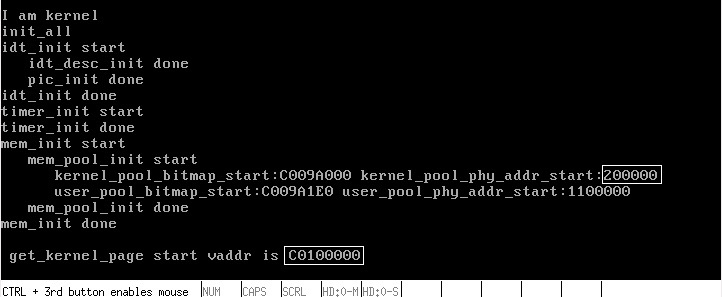 I am kernel
init_all
idt_init start
idt_desc_init done
pic_init done
idt_init done
timer_init start
timer_init done
mem_init start
mem_pool_init start
kernel_pool_bitmap_start:C009A000 kernel_pool_phy_addr_start:200000
user_pool_bitmap_start:C009A1E0 user_pool_phy_addr_start:1100000
mem_pool_init done
mem_init done
get_kernel_page start vaddr is C0100000
CTRL + 3rd button enables mouse NUM CAPS SCRL HD:0-M HD:0-S